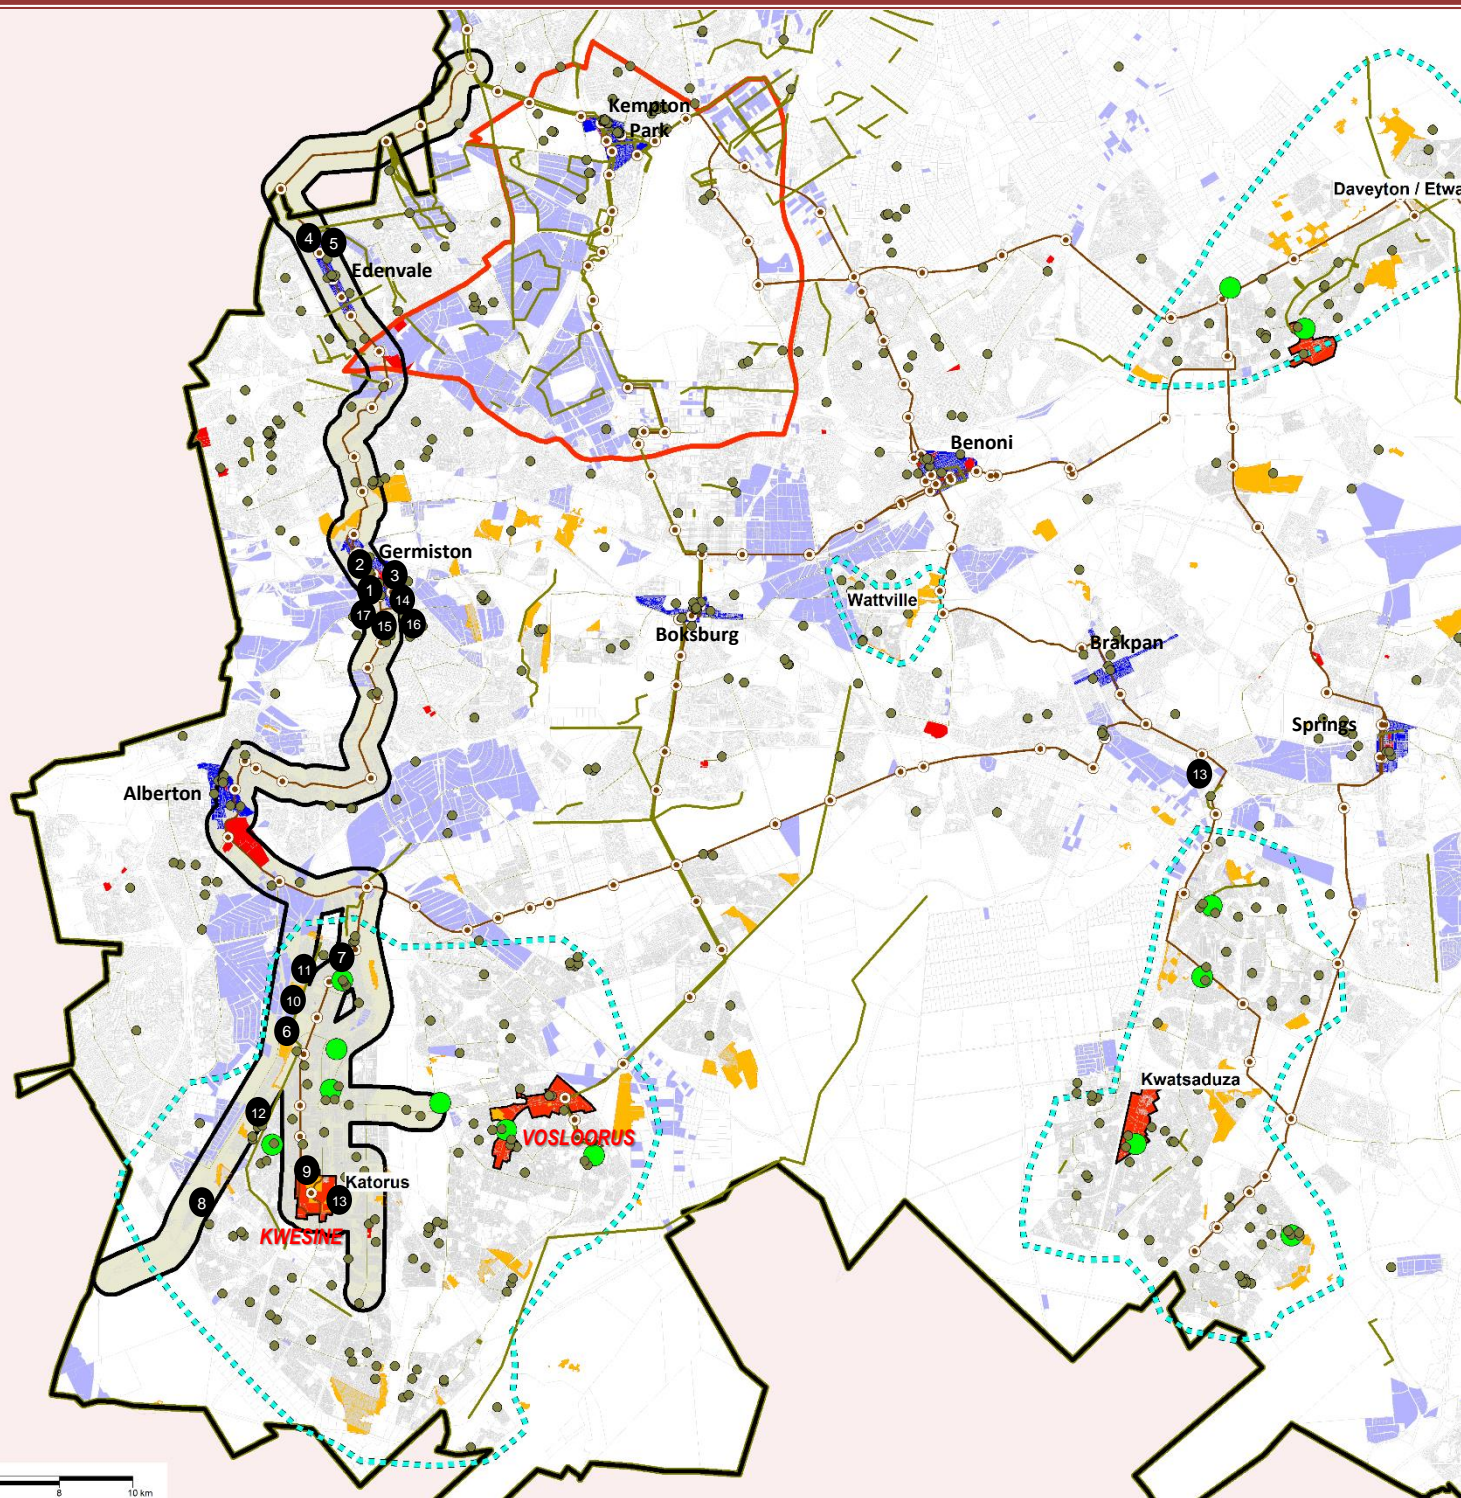 Kempton
Park
Daveyton / Etwa
4
5
Edenvale
Benoni
Germiston
2
3
1
14
17
15
16
Wattville
Boksburg
Brakpan
Springs
13
Alberton
7
11
10
6
Kwatsaduza
12
VOSLOORUS
9
Katorus
8
13
KWESINE
8
10 km